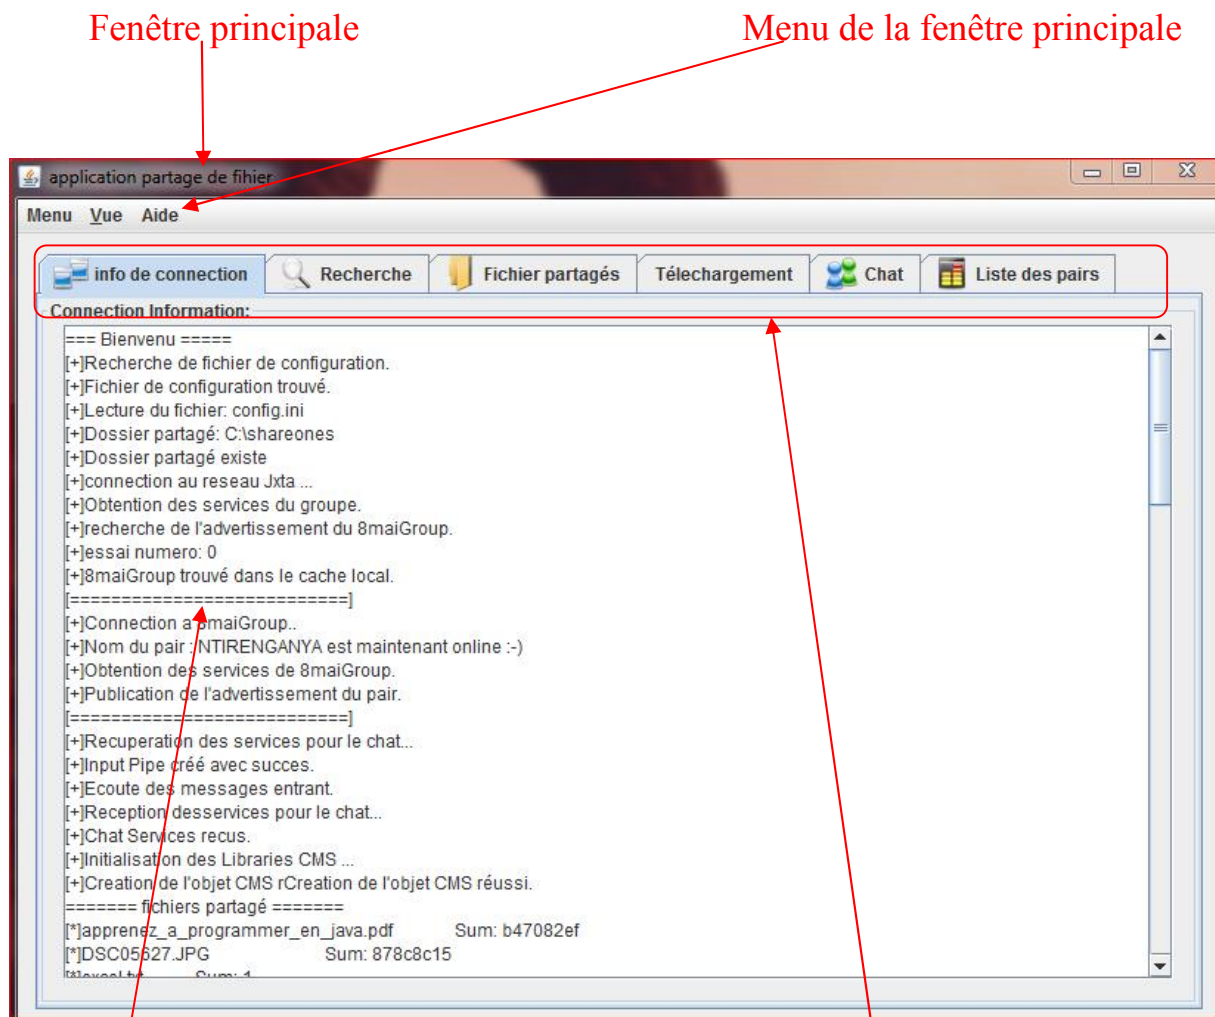 Fenêtre principale
Menu de la fenêtre principale
application partage de fihier
Menu Vue Aide
info de connection Recherche Fichier partagés Télechargement Chat Liste des pairs
Connection Information:
=== Bienvenu =====
[+]Recherche de fichier de configuration.
[+]Fichier de configuration trouvé.
[+]Lecture du fichier: config.ini
[+]Dossier partagé: C:\shareones
[+]Dossier partagé existe
[+]connection au reseau Jxta ...
[+]Obtention des services du groupe.
[+]recherche de l'advertissement du 8maiGroup.
[+]essai numero: 0
[+]8maiGroup trouvé dans le cache local.
[===========================]
[+]Connection a 8maiGroup..
[+]Nom du pair : NTIRENGANYA est maintenant online :-)
[+]Obtention des services de 8maiGroup.
[+]Publication de l'advertissement du pair.
[===========================]
[+]Recuperation des services pour le chat...
[+]Input Pipe créé avec succes.
[+]Ecoute des messages entrant.
[+]Reception desservices pour le chat...
[+]Chat Services recus.
[+]Initialisation des Libraries CMS ...
[+]Creation de l'objet CMS rCreation de l'objet CMS réussi.
======= fichiers partagé =======
[*]apprenez_a_programmer_en_java.pdf Sum: b47082ef
[*]DSC05627.JPG Sum: 878c8c15
Sum: 1